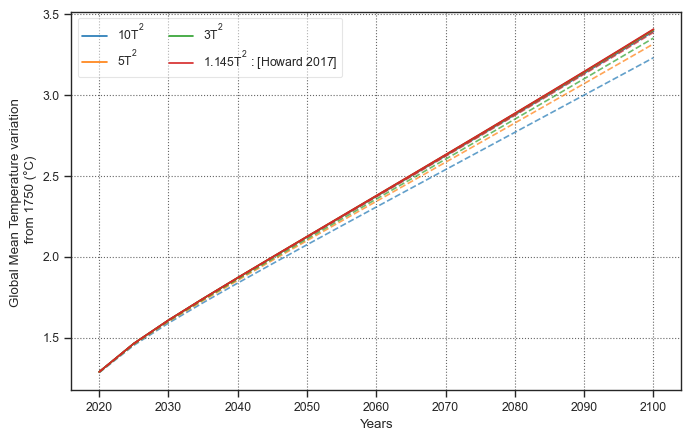 10T²
5T²
3T²
1.145T² : [Howard 2017]
Global Mean Temperature variation
from 1750 (°C)
3.5
3.0
2.5
2.0
1.5
2020 2030 2040 2050 2060 2070 2080 2090 2100
Years